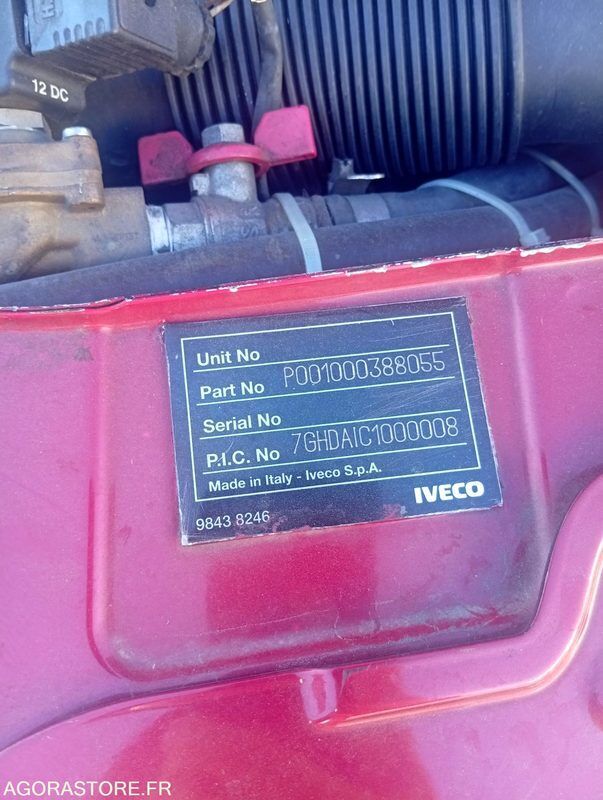 12 DC
Unit No
Part No P001000388055
Serial No
P.I.C. No 7GHDAIC1000008
Made in Italy - Iveco S.p.A.
IVECO
9843 8246
AGORASTORE.FR